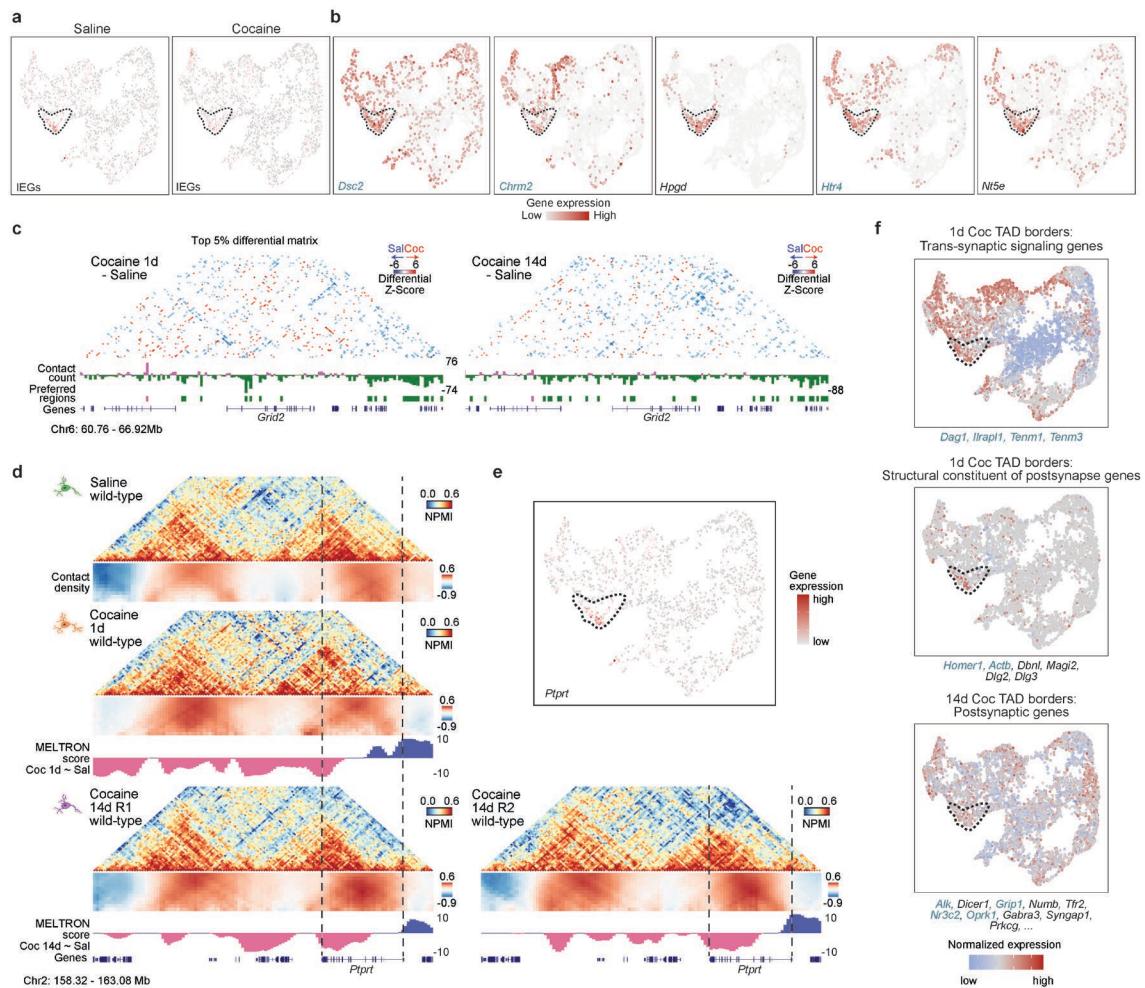 a
b
Saline
Cocaine
IEGs
IEGs
Dsc2
Chrm2
Hpgd
Htr4
Nt5e
Gene expression
Low
High
c
Top 5% differential matrix
Cocaine 1d
- Saline
SalCoc
-6 6
Differential
Z-Score
Cocaine 14d
- Saline
SalCoc
-6 6
Differential
Z-Score
Contact
count
Preferred
regions
Genes
76
-74
-88
Grid2
Grid2
Chr6: 60.76 - 66.92Mb
d
Saline
wild-type
0.0 0.6
NPMI
Contact
density
0.6
-0.9
Cocaine
1d
wild-type
0.0 0.6
NPMI
0.6
-0.9
MELTRON
score
Coc 1d ~ Sal
10
-10
Cocaine
14d R1
wild-type
0.0 0.6
NPMI
0.6
-0.9
MELTRON
score
Coc 14d ~ Sal
10
-10
Genes
Ptprt
Chr2: 158.32 - 163.08 Mb
Cocaine
14d R2
wild-type
0.0 0.6
NPMI
0.6
-0.9
10
-10
Ptprt
e
Ptprt
Gene
expression
high
low
f
1d Coc TAD borders:
Trans-synaptic signaling genes
Dag1, Ilrapl1, Tenm1, Tenm3
1d Coc TAD borders:
Structural constituent of postsynapse genes
Homer1, Actb, Dbnl, Magi2,
Dlg2, Dlg3
14d Coc TAD borders:
Postsynaptic genes
Alk, Dicer1, Grip1, Numb, Tfr2,
Nr3c2, Oprk1, Gabra3, Syngap1,
Prkcg, ...
Normalized expression
low
high